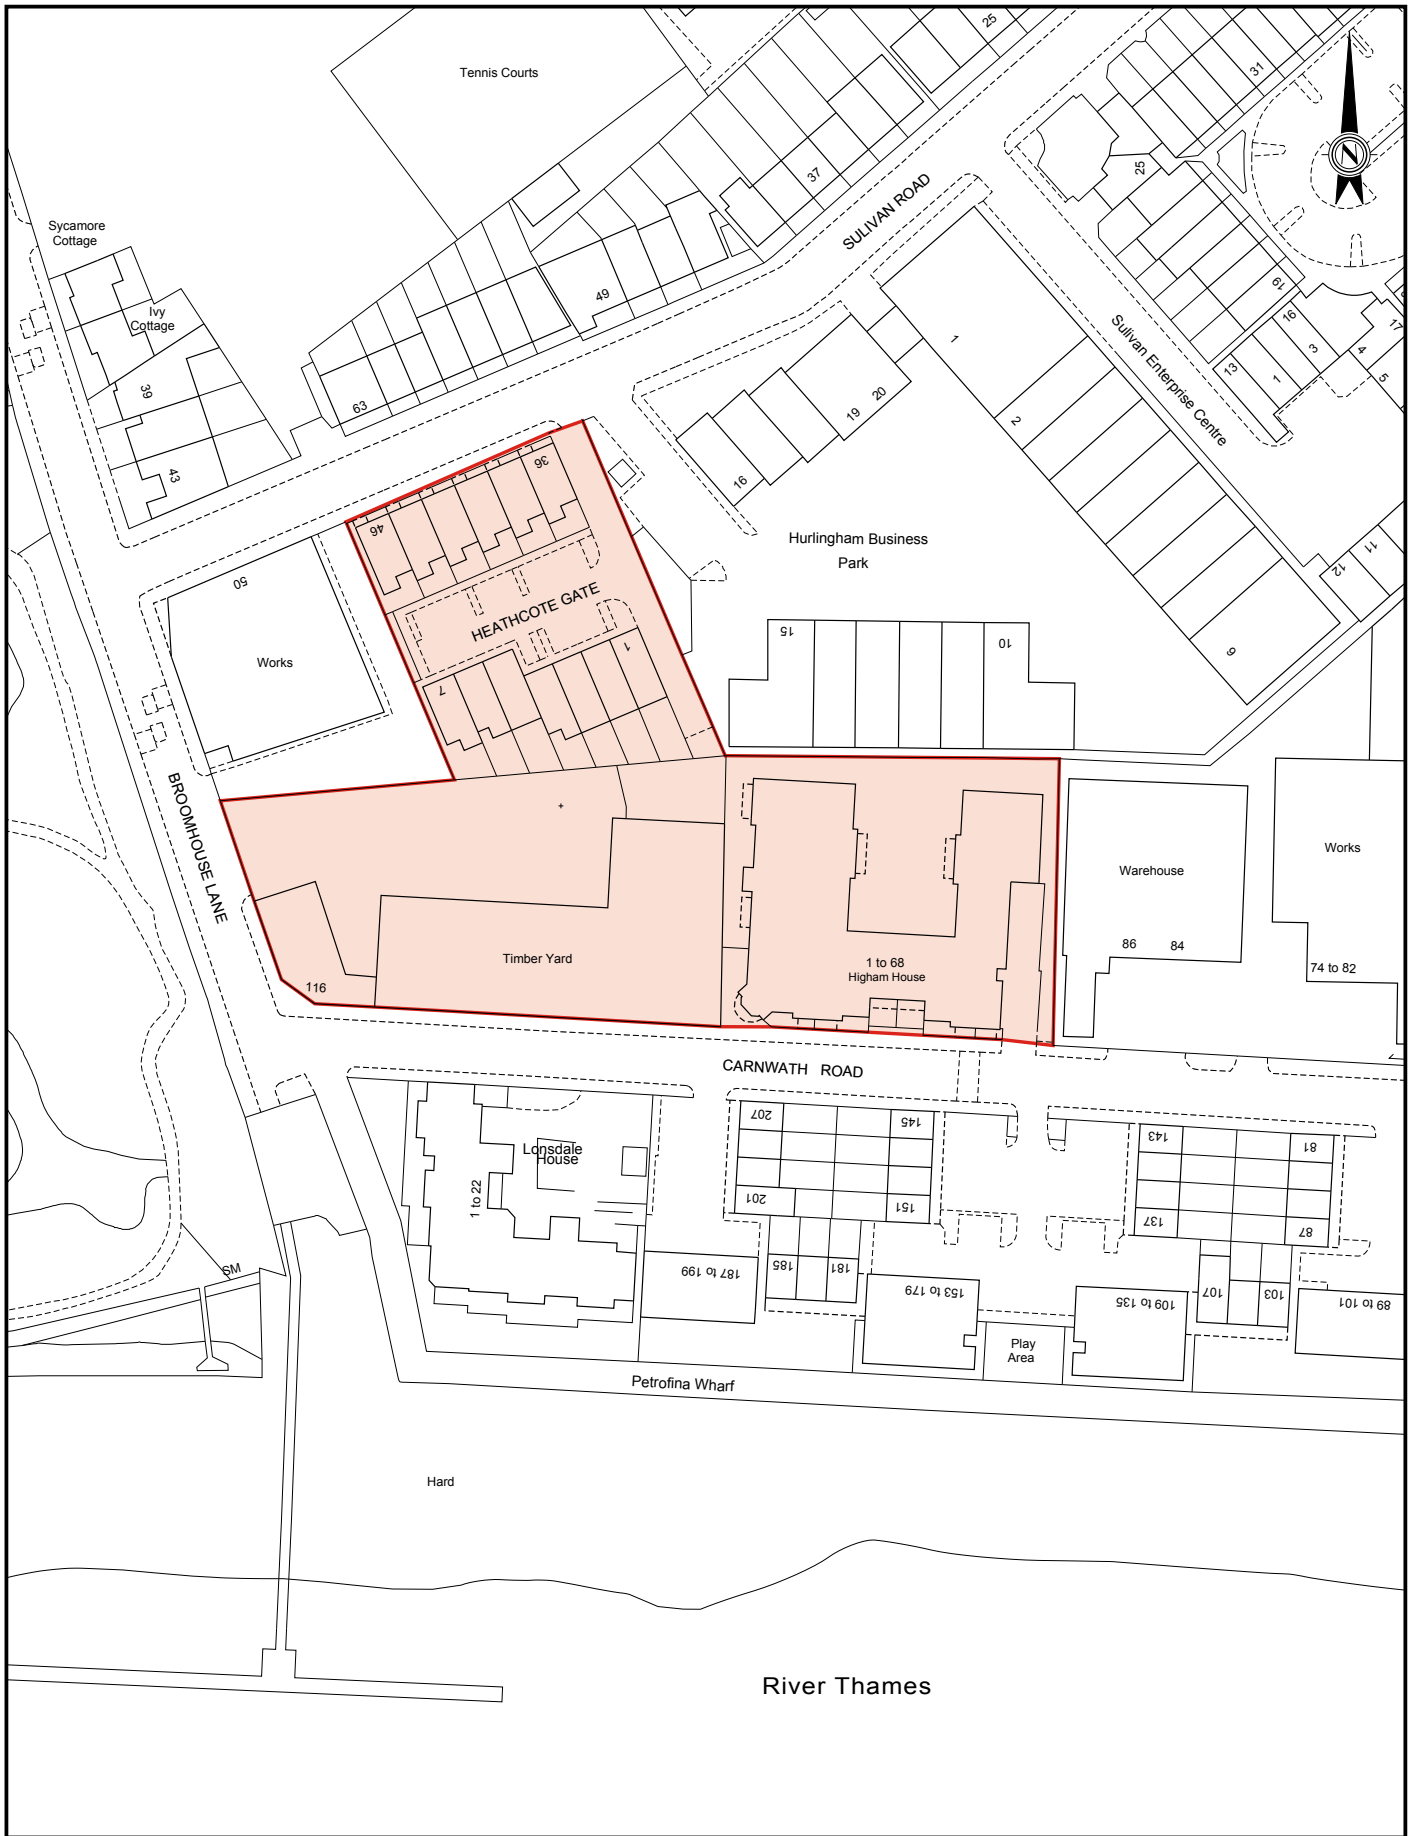 25
Tennis Courts
31
N
37
25
SULIVAN ROAD
Sycamore
Cottage
Ivy
Cottage
49
19
16
17
1
Sulivan Enterprise Centre
3
4
13
1
5
39
63
20
19
2
43
16
36
46
Hurlingham Business
Park
11
12
50
HEATHCOTE GATE
Works
15
10
1
9
7
BROOMHOUSE LANE
Works
Warehouse
86
84
Timber Yard
1 to 68
Higham House
74 to 82
116
CARNWATH ROAD
207
145
143
81
Lonsdale
House
1 to 22
201
151
137
87
SM
187 to 199
185
181
153 to 179
109 to 135
107
103
89 to 101
Play
Area
Petrofina Wharf
Hard
River Thames